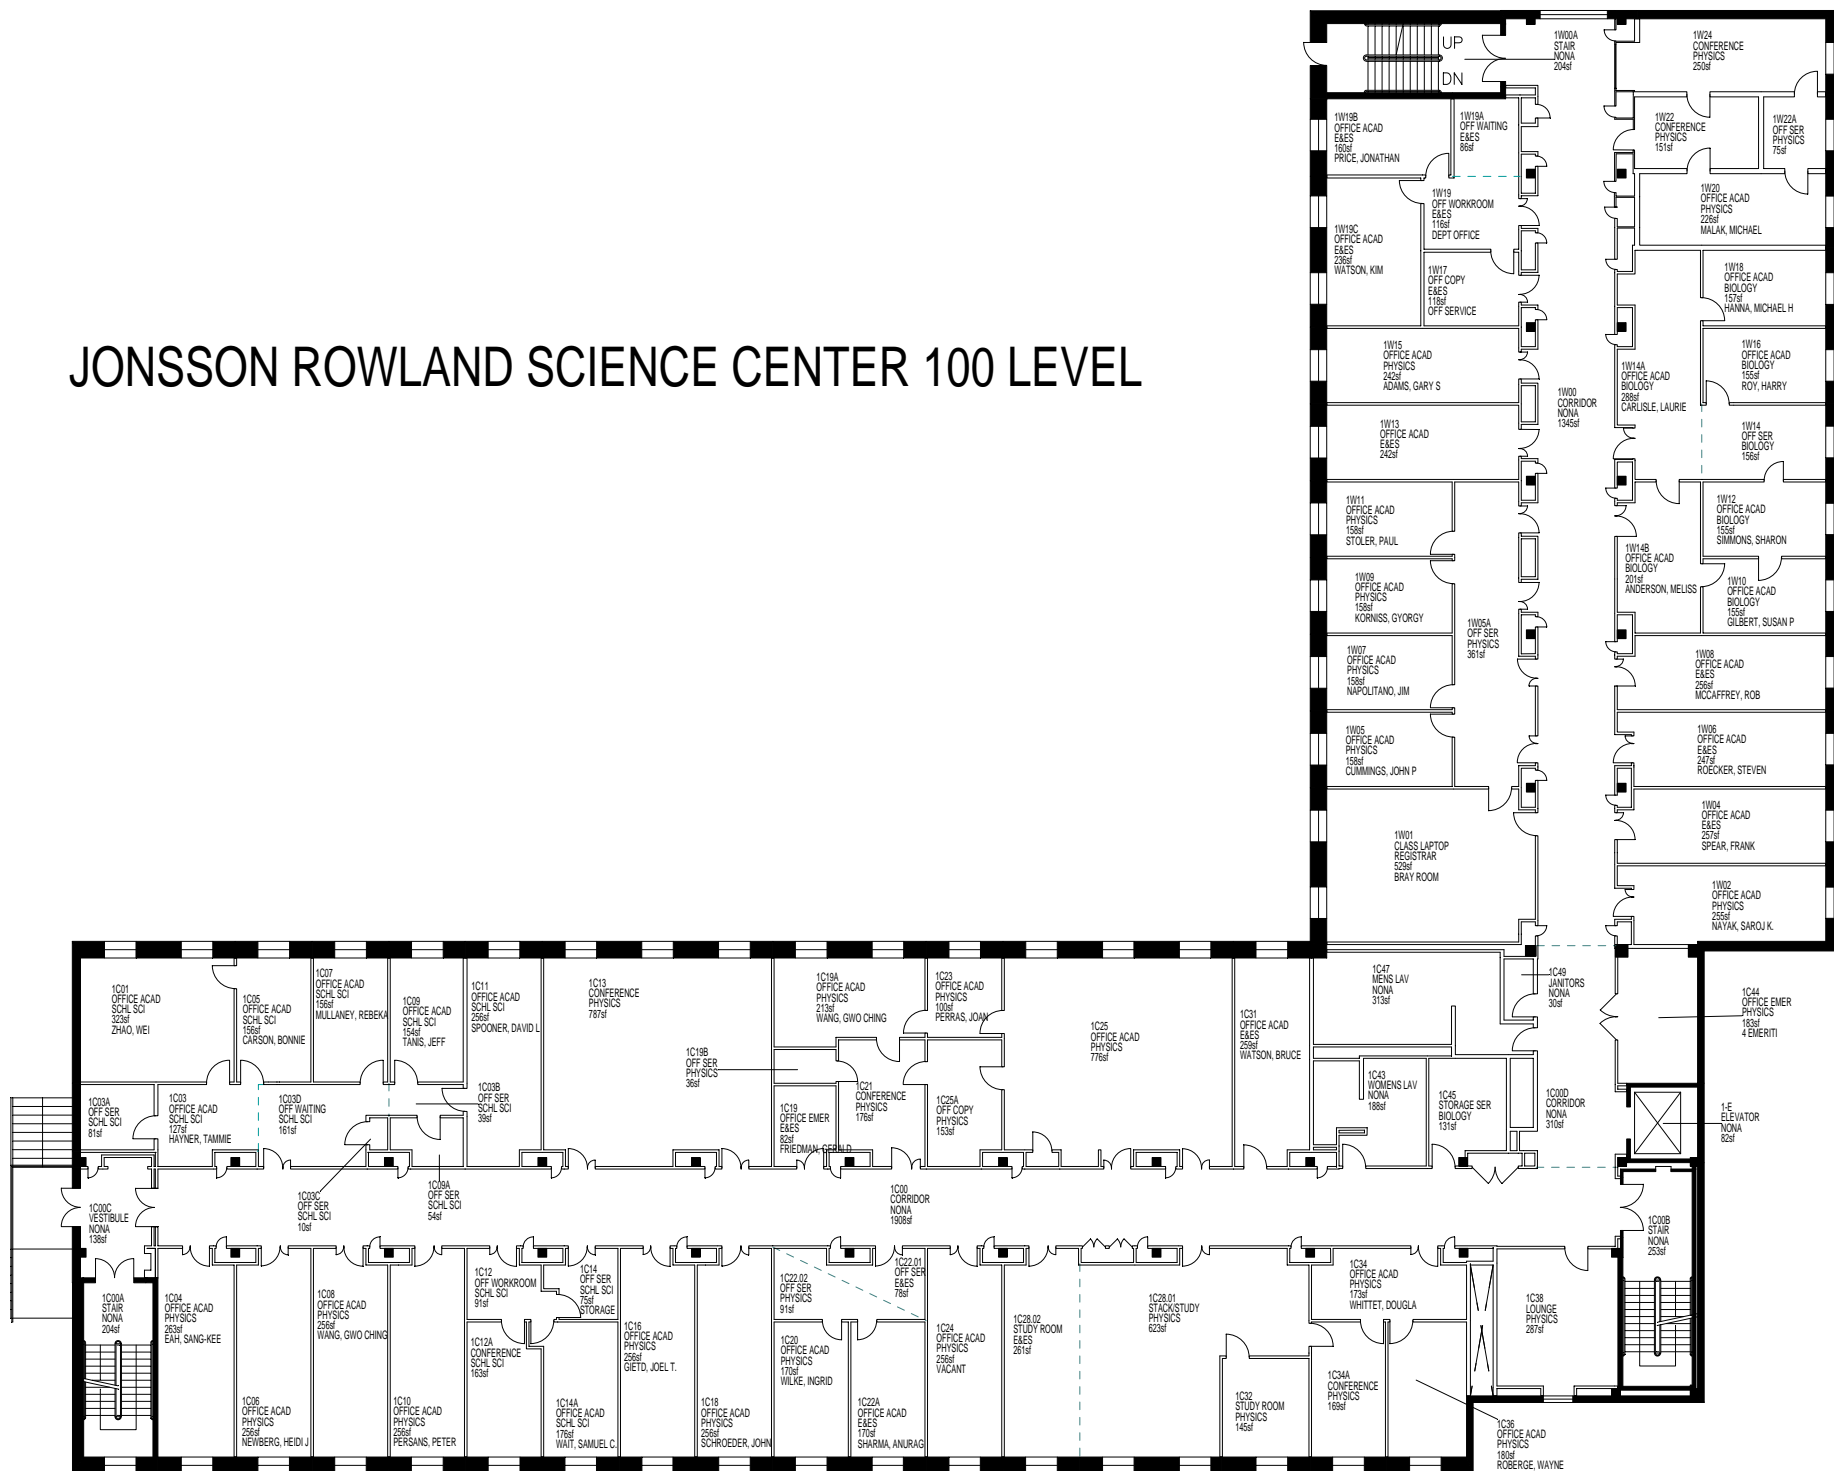 UP
DN
1W00A
STAIR
NONA
204sf
1W24
CONFERENCE
PHYSICS
250sf
1W19B
OFFICE ACAD
E&ES
160sf
PRICE, JONATHAN
1W19A
OFF WAITING
E&ES
86sf
1W22
CONFERENCE
PHYSICS
151sf
1W22A
OFF SER
PHYSICS
75sf
1W19
OFF WORKROOM
E&ES
116sf
DEPT OFFICE
1W20
OFFICE ACAD
PHYSICS
226sf
MALAK, MICHAEL
1W19C
OFFICE ACAD
E&ES
236sf
WATSON, KIM
1W17
OFF COPY
E&ES
118sf
OFF SERVICE
1W18
OFFICE ACAD
BIOLOGY
157sf
HANNA, MICHAEL H
JONSSON ROWLAND SCIENCE CENTER 100 LEVEL
1W15
OFFICE ACAD
PHYSICS
242sf
ADAMS, GARY S
1W14A
OFFICE ACAD
BIOLOGY
288sf
CARLISLE, LAURIE
1W16
OFFICE ACAD
BIOLOGY
155sf
ROY, HARRY
1W00
CORRIDOR
NONA
1345sf
1W13
OFFICE ACAD
E&ES
242sf
1W14
OFF SER
BIOLOGY
156sf
1W11
OFFICE ACAD
PHYSICS
158sf
STOLER, PAUL
1W12
OFFICE ACAD
BIOLOGY
155sf
SIMMONS, SHARON
1W14B
OFFICE ACAD
BIOLOGY
201sf
ANDERSON, MELISS
1W09
OFFICE ACAD
PHYSICS
158sf
KORNISS, GYORGY
1W10
OFFICE ACAD
BIOLOGY
155sf
GILBERT, SUSAN P
1W05A
OFF SER
PHYSICS
361sf
1W07
OFFICE ACAD
PHYSICS
158sf
NAPOLITANO, JIM
1W08
OFFICE ACAD
E&ES
256sf
MCCAFFREY, ROB
1W05
OFFICE ACAD
PHYSICS
158sf
CUMMINGS, JOHN P
1W06
OFFICE ACAD
E&ES
247sf
ROECKER, STEVEN
1W01
CLASS LAPTOP
REGISTRAR
529sf
BRAY ROOM
1W04
OFFICE ACAD
E&ES
257sf
SPEAR, FRANK
1W02
OFFICE ACAD
PHYSICS
255sf
NAYAK, SAROJ K.
1C01
OFFICE ACAD
SCHL SCI
323sf
ZHAO, WEI
1C05
OFFICE ACAD
SCHL SCI
156sf
CARSON, BONNIE
1C07
OFFICE ACAD
SCHL SCI
156sf
MULLANEY, REBEKA
1C09
OFFICE ACAD
SCHL SCI
154sf
TANIS, JEFF
1C11
OFFICE ACAD
SCHL SCI
256sf
SPOONER, DAVID L
1C13
CONFERENCE
PHYSICS
787sf
1C19A
OFFICE ACAD
PHYSICS
213sf
WANG, GWO CHING
1C23
OFFICE ACAD
PHYSICS
100sf
PERRAS, JOAN
1C25
OFFICE ACAD
PHYSICS
776sf
1C31
OFFICE ACAD
E&ES
259sf
WATSON, BRUCE
1C47
MENS LAV
NONA
313sf
1C49
JANITORS
NONA
30sf
1C44
OFFICE EMER
PHYSICS
183sf
4 EMERITI
1C19B
OFF SER
PHYSICS
36sf
1C03A
OFF SER
SCHL SCI
81sf
1C03
OFFICE ACAD
SCHL SCI
127sf
HAYNER, TAMMIE
1C03D
OFF WAITING
SCHL SCI
161sf
1C03B
OFF SER
SCHL SCI
39sf
1C19
OFFICE EMER
E&ES
82sf
FRIEDMAN, GERALD
1C21
CONFERENCE
PHYSICS
176sf
1C25A
OFF COPY
PHYSICS
153sf
1C43
WOMENS LAV
NONA
188sf
1C45
STORAGE SER
BIOLOGY
131sf
1C00D
CORRIDOR
NONA
310sf
1-E
ELEVATOR
NONA
82sf
1C00C
VESTIBULE
NONA
138sf
1C03C
OFF SER
SCHL SCI
10sf
1C09A
OFF SER
SCHL SCI
54sf
1C00
CORRIDOR
NONA
1908sf
1C00B
STAIR
NONA
253sf
1C00A
STAIR
NONA
204sf
1C04
OFFICE ACAD
PHYSICS
263sf
EAH, SANG-KEE
1C08
OFFICE ACAD
PHYSICS
256sf
WANG, GWO CHING
1C12
OFF WORKROOM
SCHL SCI
91sf
1C14
OFF SER
SCHL SCI
75sf
STORAGE
1C16
OFFICE ACAD
PHYSICS
256sf
GIETD, JOEL T.
1C22.02
OFF SER
PHYSICS
91sf
1C22.01
OFF SER
E&ES
78sf
1C24
OFFICE ACAD
PHYSICS
256sf
VACANT
1C28.02
STUDY ROOM
E&ES
261sf
1C28.01
STACK/STUDY
PHYSICS
623sf
1C34
OFFICE ACAD
PHYSICS
173sf
WHITTET, DOUGLA
1C38
LOUNGE
PHYSICS
287sf
1C06
OFFICE ACAD
PHYSICS
256sf
NEWBERG, HEIDI J
1C10
OFFICE ACAD
PHYSICS
256sf
PERSANS, PETER
1C12A
CONFERENCE
SCHL SCI
163sf
1C14A
OFFICE ACAD
SCHL SCI
176sf
WAIT, SAMUEL C.
1C18
OFFICE ACAD
PHYSICS
256sf
SCHROEDER, JOHN
1C20
OFFICE ACAD
PHYSICS
170sf
WILKE, INGRID
1C22A
OFFICE ACAD
E&ES
170sf
SHARMA, ANURAG
1C32
STUDY ROOM
PHYSICS
145sf
1C34A
CONFERENCE
PHYSICS
169sf
1C36
OFFICE ACAD
PHYSICS
180sf
ROBERGE, WAYNE